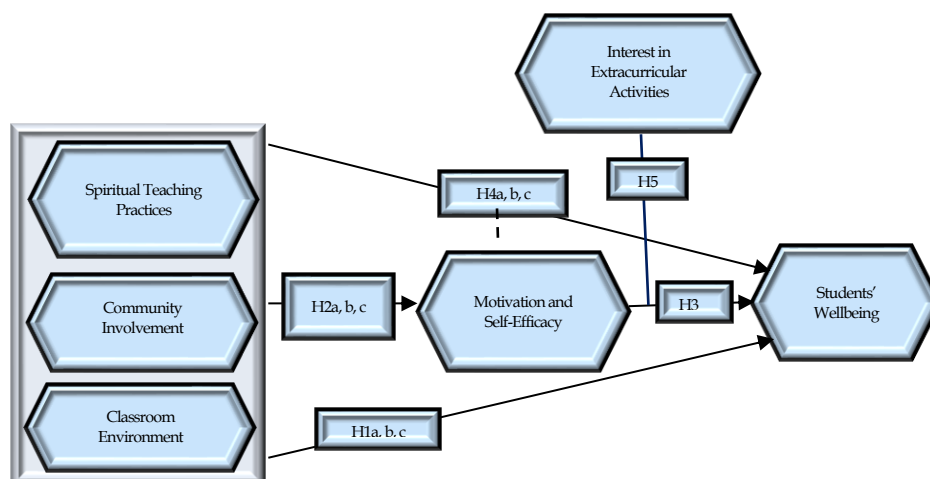 Interest in
Extracurricular
Activities
H5
Spiritual Teaching
Practices
H4a, b, c
Community
Involvement
H2a, b, c
Motivation and
Self-Efficacy
H3
Students’
Wellbeing
Classroom
Environment
H1a. b. c